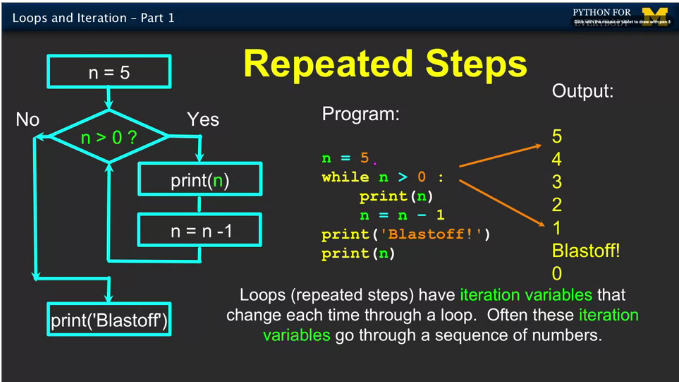 Loops and Iteration – Part 1
PYTHON FOR
Repeated Steps
n = 5
No
Yes
n > 0 ?
print(n)
n = n -1
print('Blastoff')
Program:
n = 5
while n > 0 :
    print(n)
    n = n – 1
print('Blastoff!')
print(n)
Output:
5
4
3
2
1
Blastoff!
0
Loops (repeated steps) have iteration variables that
change each time through a loop.  Often these iteration
variables go through a sequence of numbers.